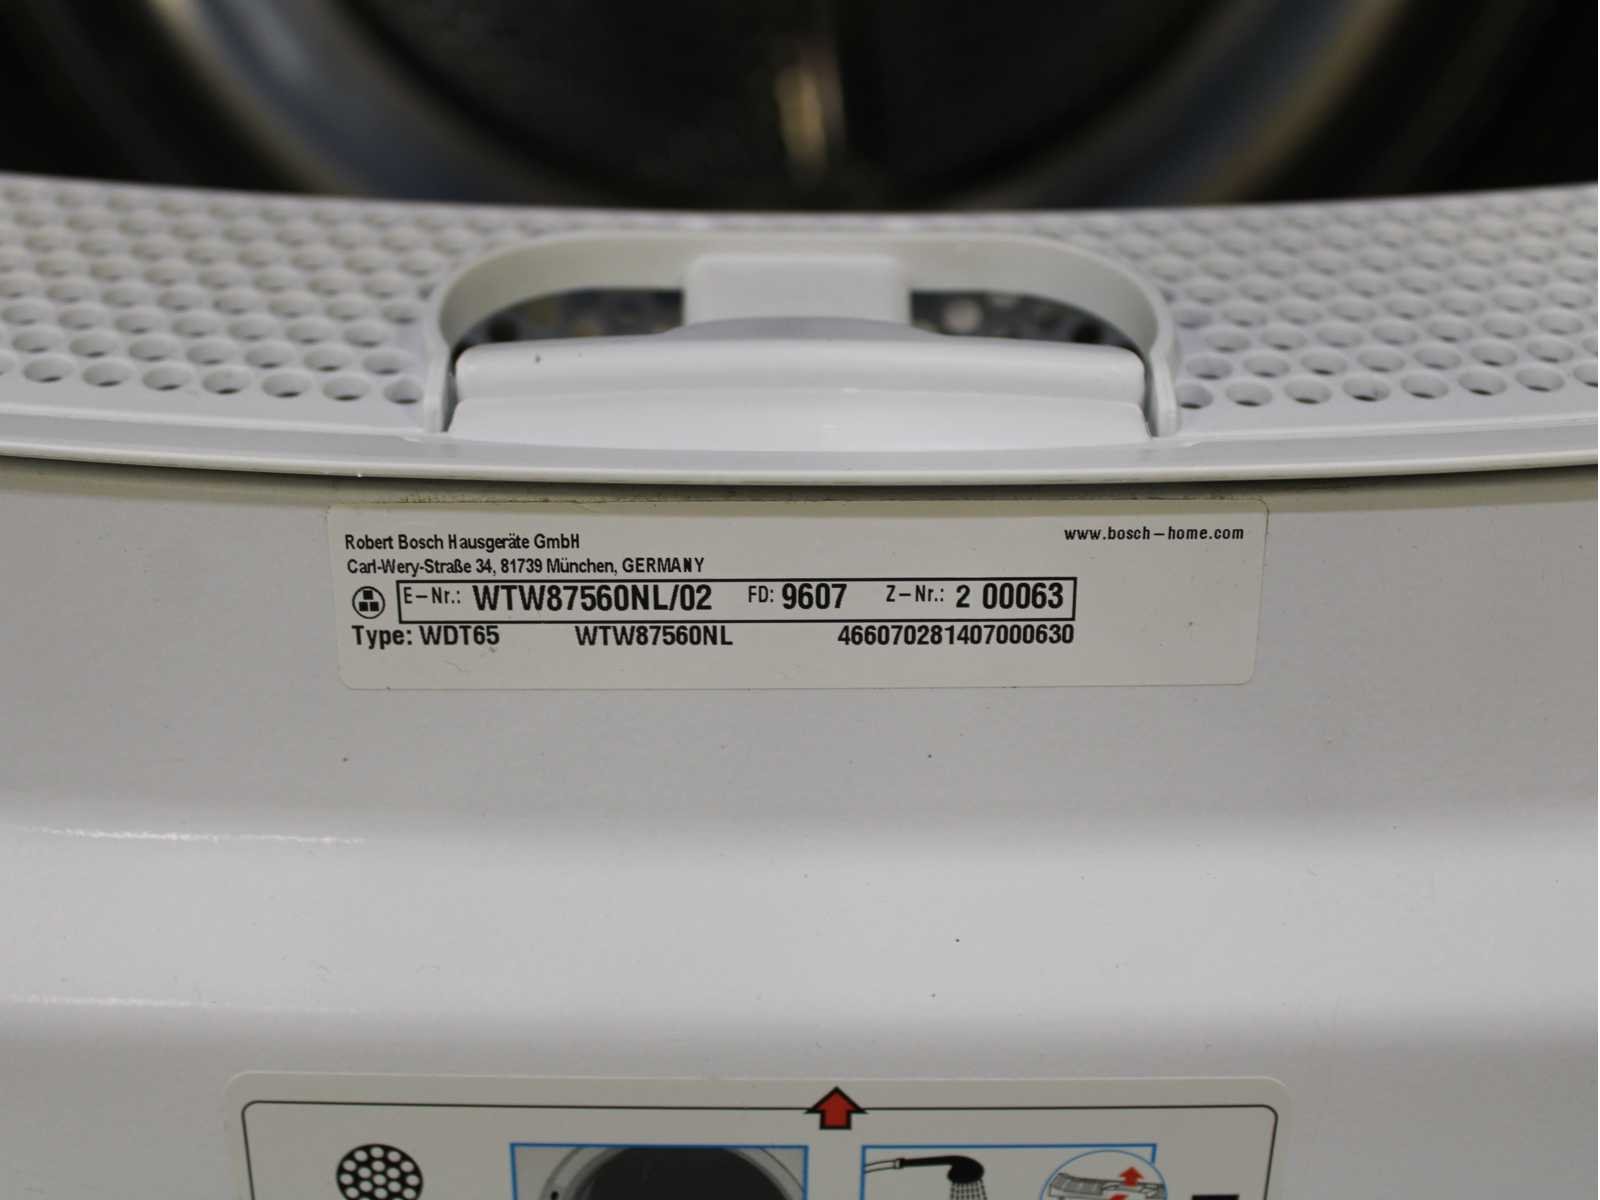 Robert Bosch Hausgeräte GmbH
www.bosch-home.com
Carl-Wery-Straße 34, 81739 München, GERMANY
E-Nr.: WTW87560NL/02 FD: 9607 Z-Nr.: 2 00063
Type: WDT65 WTW87560NL 466070281407000630